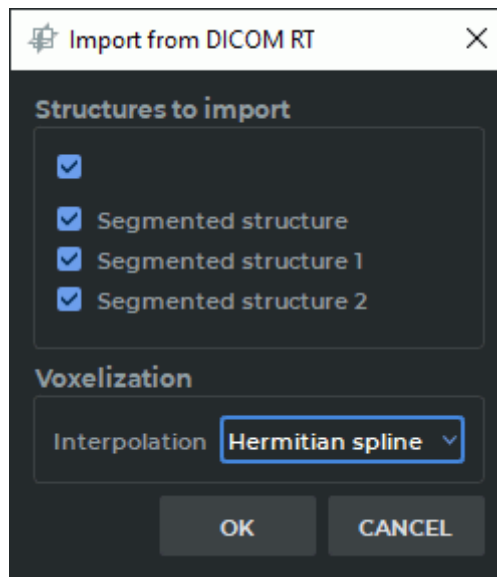 Import from DICOM RT
Structures to import
Segmented structure
Segmented structure 1
Segmented structure 2
Voxelization
Interpolation Hermitian spline
OK CANCEL